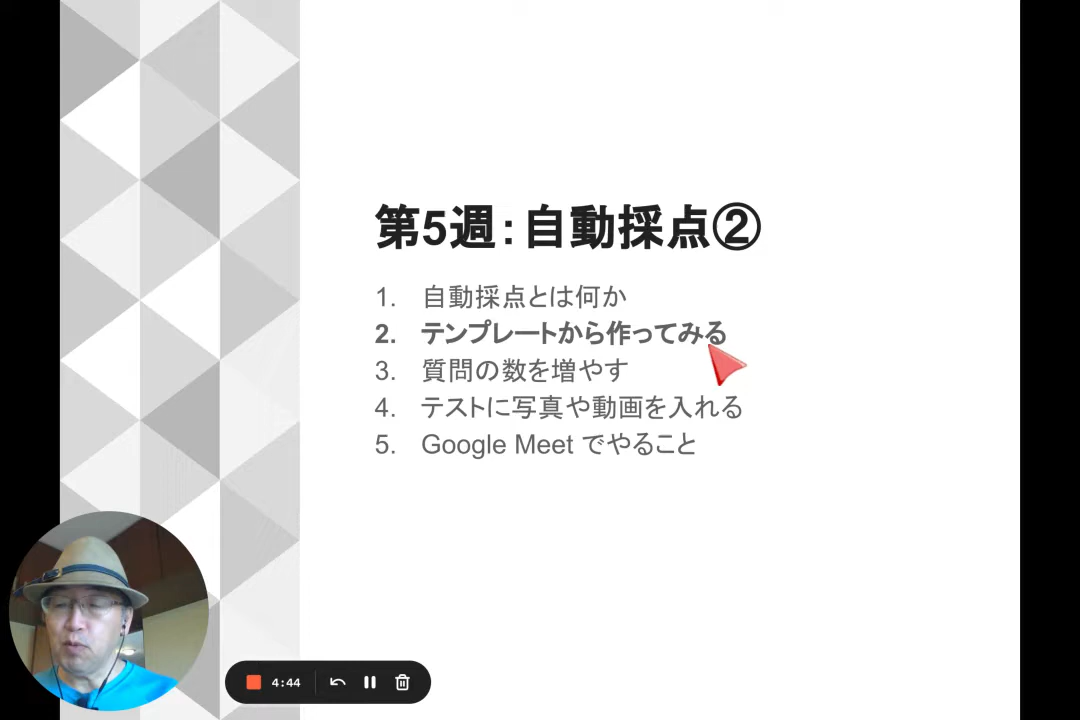 第5週：自動採点②
1. 自動採点とは何か
2. テンプレートから作ってみる
3. 質問の数を増やす
4. テストに写真や動画を入れる
5. Google Meet でやること
4:44